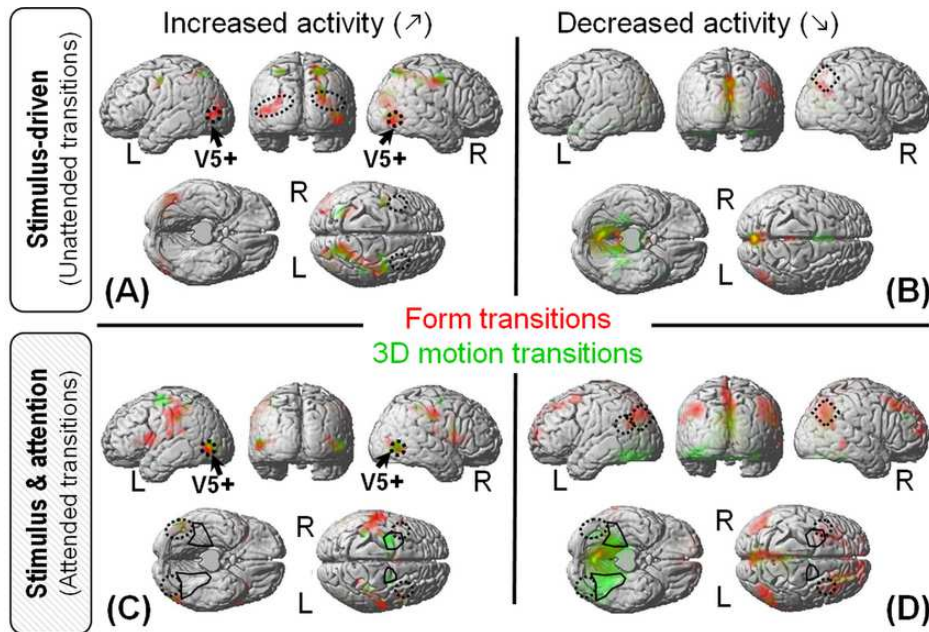 Increased activity (↗)
Decreased activity (↘)
Stimulus-driven
(Unattended transitions)
L
V5+
V5+
R
L
R
R
L
(A)
R
L
(B)
Form transitions
3D motion transitions
Stimulus & attention
(Attended transitions)
L
V5+
V5+
R
L
R
R
L
(C)
R
L
(D)